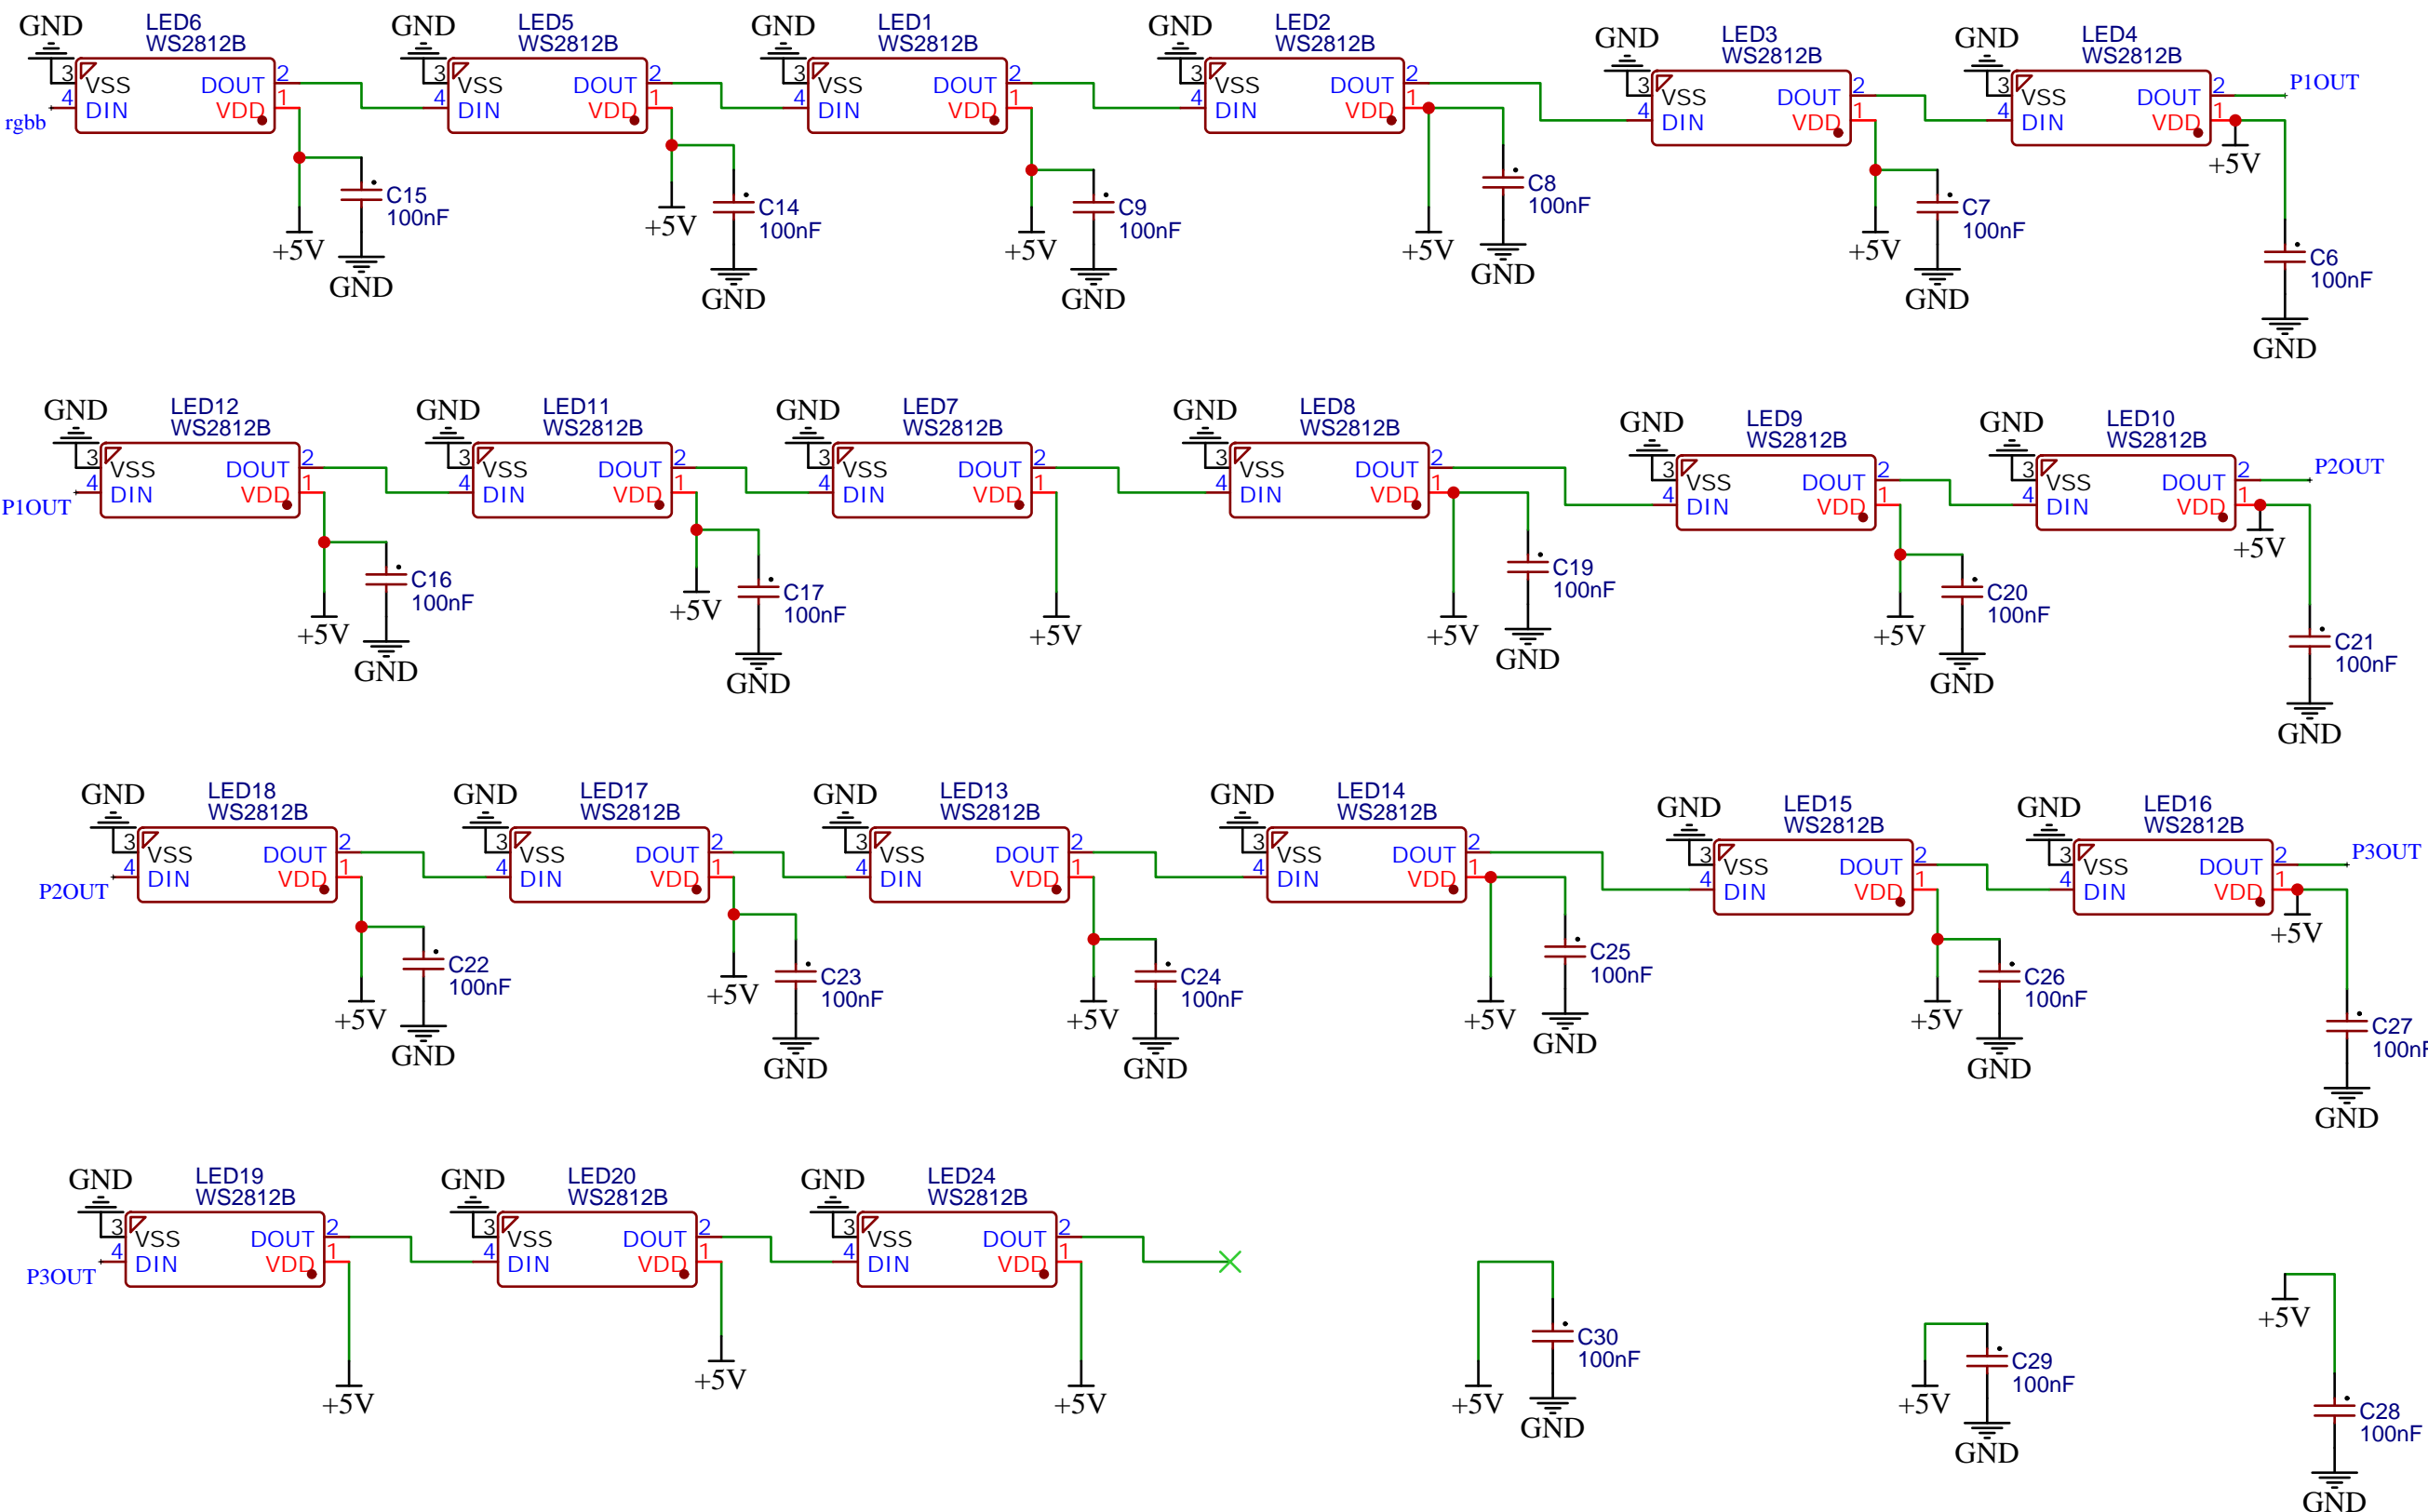 GND LED6 GND LED5 GND LED1 GND LED2 GND LED3 GND LED4
WS2812B WS2812B WS2812B WS2812B WS2812B WS2812B
3 VSS DOUT 2 3 VSS DOUT 2 3 VSS DOUT 2 3 VSS DOUT 2 3 VSS DOUT 2 3 VSS DOUT 2 P1OUT
rgbb 4 DIN VDD 1 4 DIN VDD 1 4 DIN VDD 1 4 DIN VDD 1 4 DIN VDD 1 4 DIN VDD 1
+5V
C15 C14 C9 C8 C7 C6
100nF 100nF 100nF 100nF 100nF 100nF
+5V +5V +5V +5V +5V
GND GND GND GND GND GND
GND LED12 GND LED11 GND LED7 GND LED8 GND LED9 GND LED10
WS2812B WS2812B WS2812B WS2812B WS2812B WS2812B
3 VSS DOUT 2 3 VSS DOUT 2 3 VSS DOUT 2 3 VSS DOUT 2 3 VSS DOUT 2 3 VSS DOUT 2 P2OUT
P1OUT 4 DIN VDD 1 4 DIN VDD 1 4 DIN VDD 1 4 DIN VDD 1 4 DIN VDD 1 4 DIN VDD 1
+5V
C16 C17 C19 C20 C21
100nF 100nF 100nF 100nF 100nF
+5V +5V +5V +5V +5V
GND GND GND GND GND
GND LED18 GND LED17 GND LED13 GND LED14 GND LED15 GND LED16
WS2812B WS2812B WS2812B WS2812B WS2812B WS2812B
3 VSS DOUT 2 3 VSS DOUT 2 3 VSS DOUT 2 3 VSS DOUT 2 3 VSS DOUT 2 3 VSS DOUT 2 P3OUT
P2OUT 4 DIN VDD 1 4 DIN VDD 1 4 DIN VDD 1 4 DIN VDD 1 4 DIN VDD 1 4 DIN VDD 1
+5V
C22 C23 C24 C25 C26 C27
100nF 100nF 100nF 100nF 100nF 100nF
+5V +5V +5V +5V +5V
GND GND GND GND GND GND
GND LED19 GND LED20 GND LED24
WS2812B WS2812B WS2812B
3 VSS DOUT 2 3 VSS DOUT 2 3 VSS DOUT 2
P3OUT 4 DIN VDD 1 4 DIN VDD 1 4 DIN VDD 1
+5V
C30 C29 C28
100nF 100nF 100nF
+5V +5V +5V +5V +5V
GND GND GND